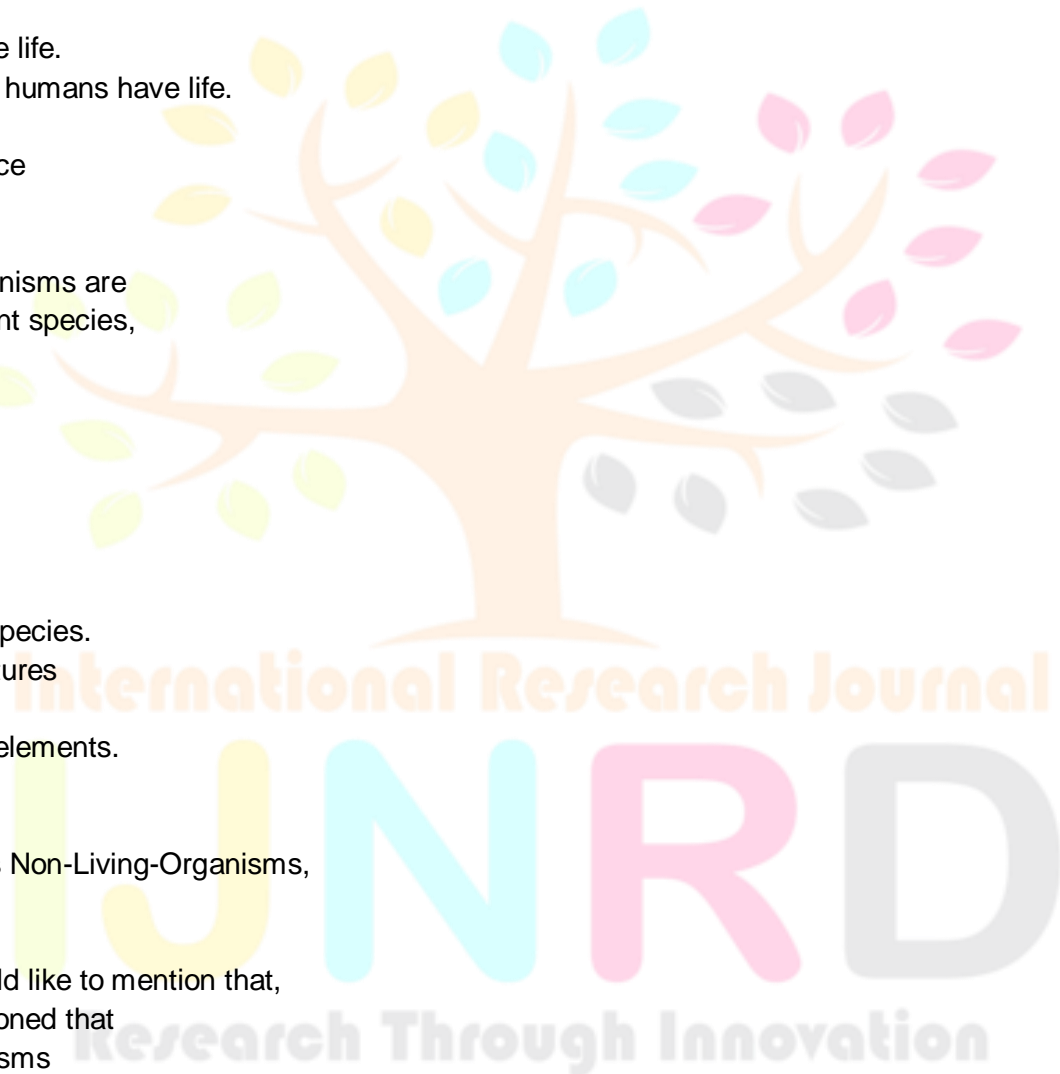 e life.
humans have life.
ce
nisms are
nt species,
pecies.
tures
International Research Journal
elements.
IJNRD
s Non-Living-Organisms,
ld like to mention that,
oned that
Research Through Innovation
sms